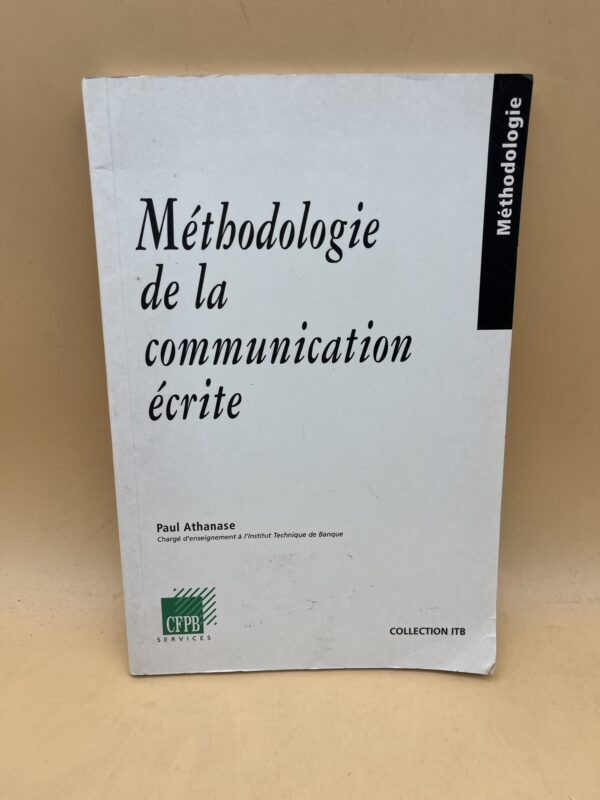 Méthodologie
Méthodologie
de la
communication
écrite
Paul Athanase
Chargé d'enseignement à l'Institut Technique de Banque
CFPB
SERVICES
COLLECTION ITB